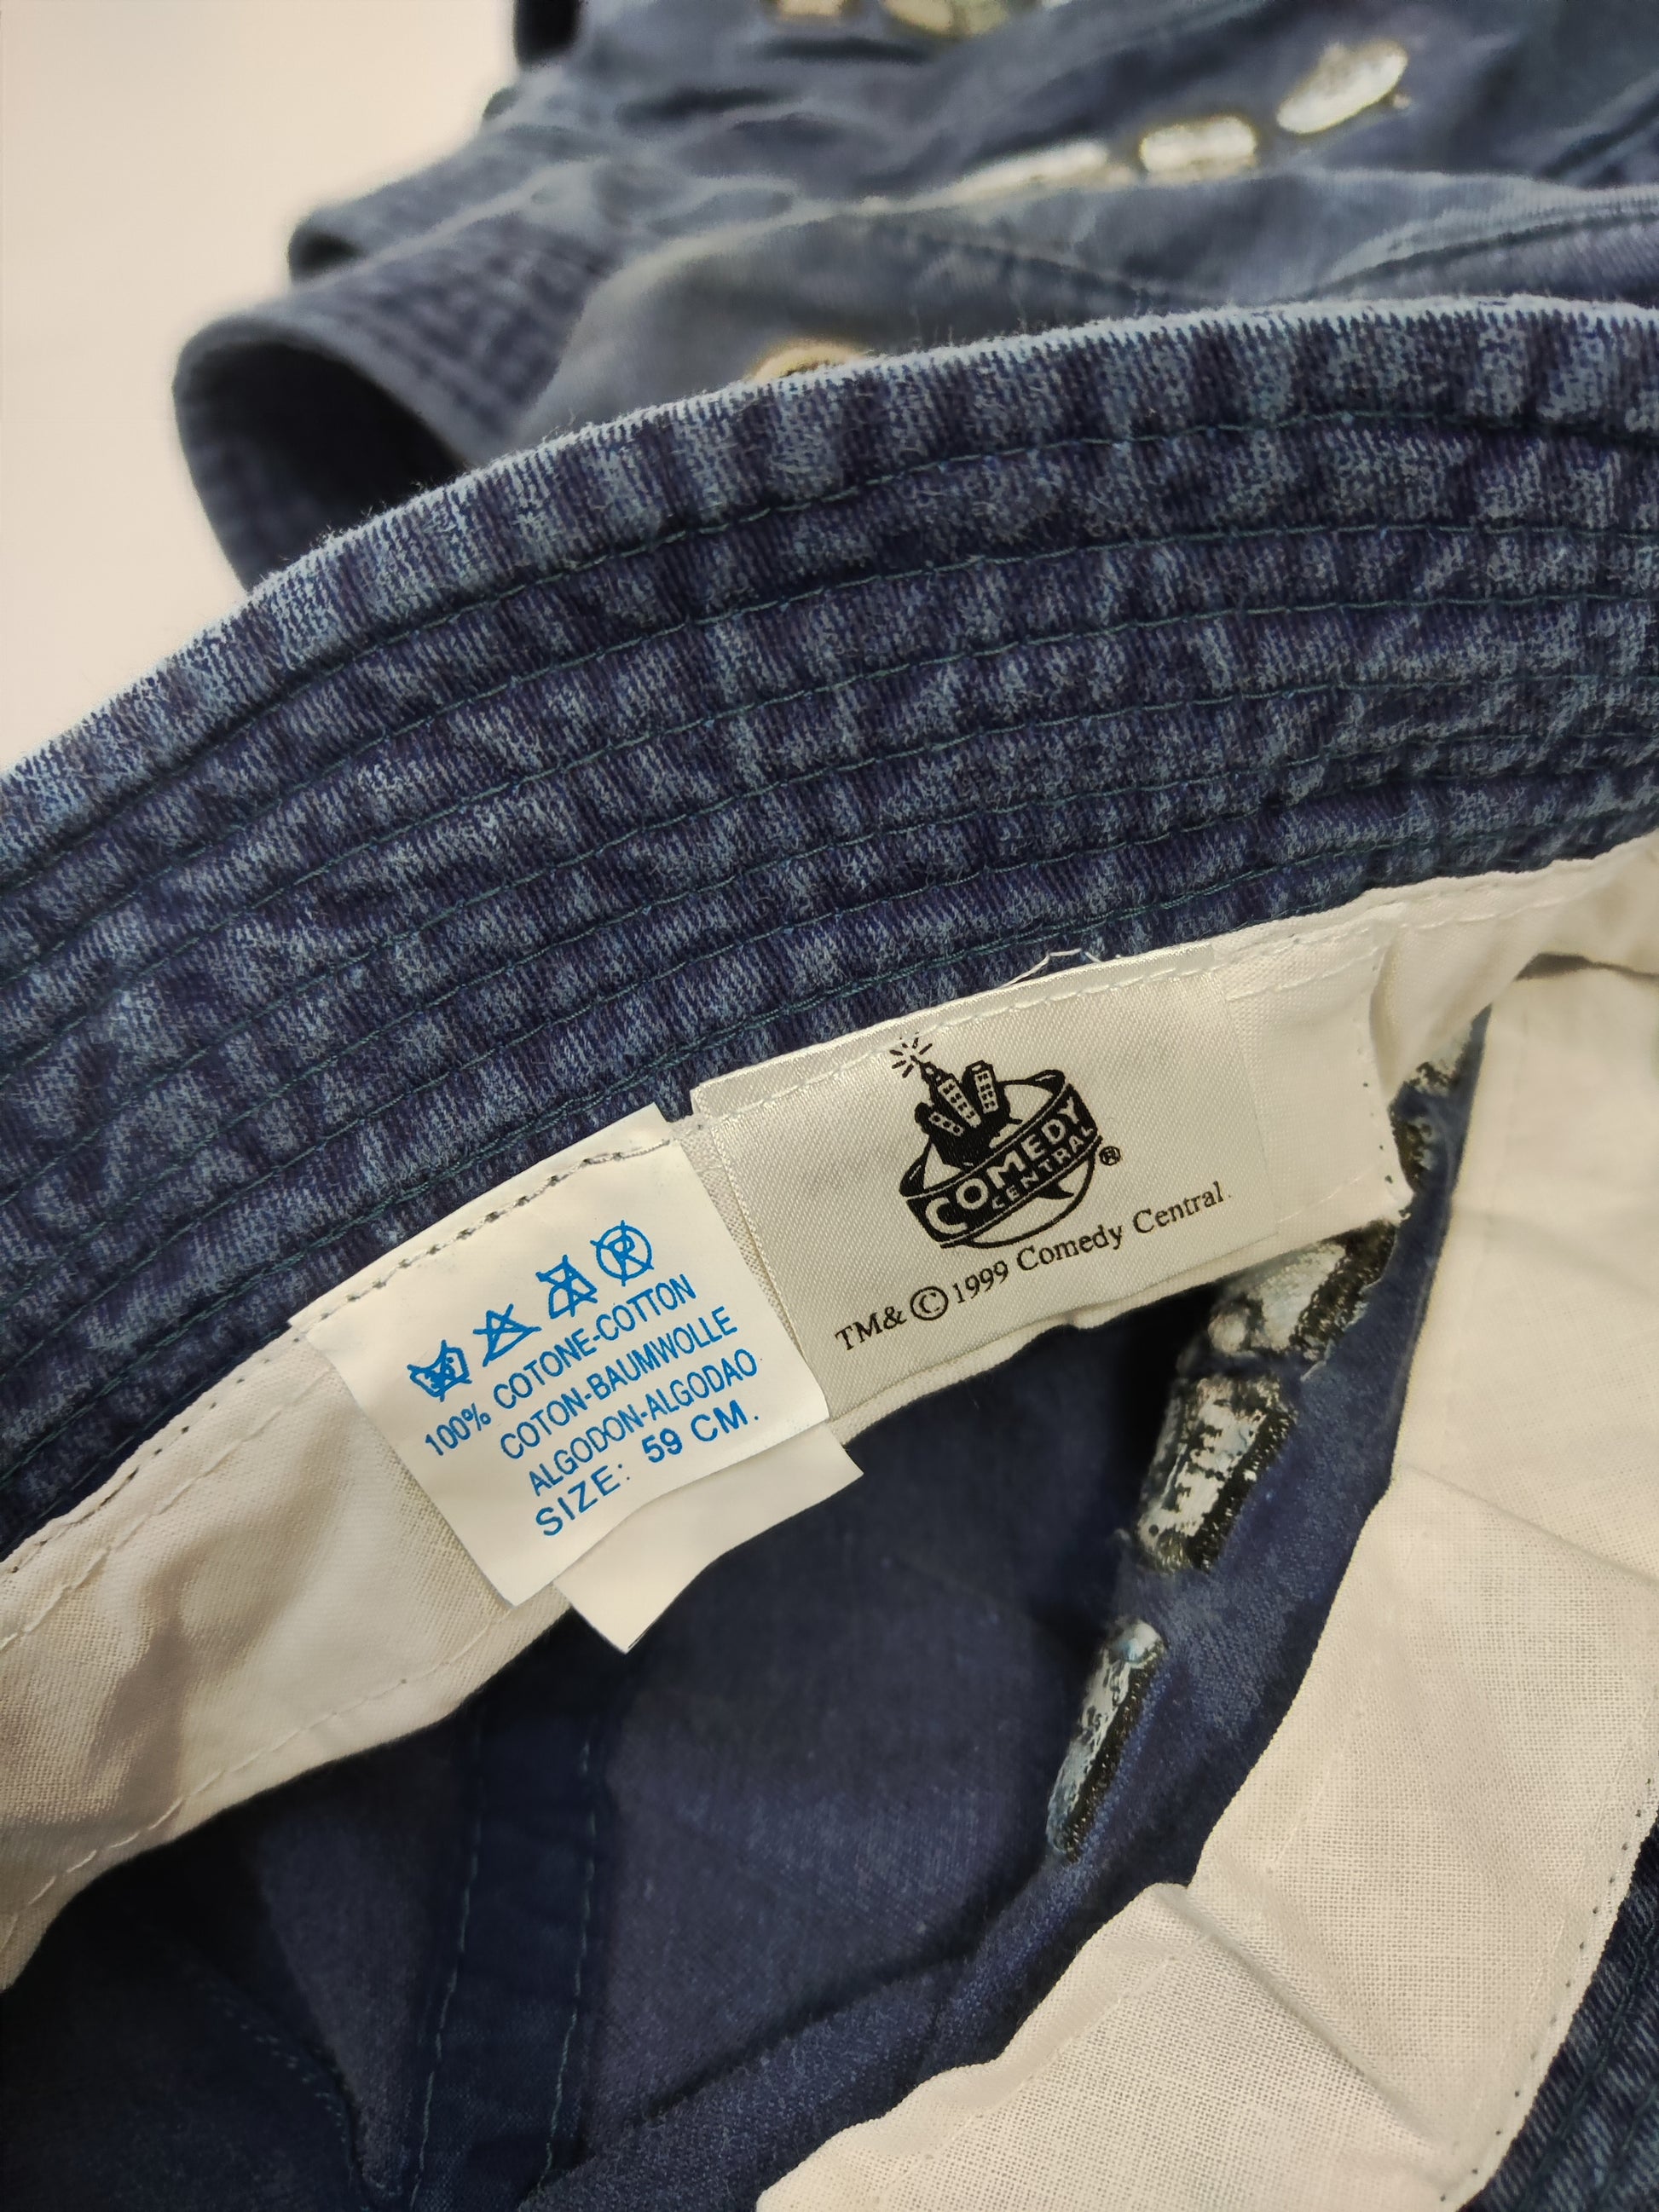 100% COTONE-COTTON
COTON-BAUMWOLLE
ALGODON-ALGODAO
SIZE: 59 CM.
COMEDY
CENTRAL®
TM& © 1999 Comedy Central.